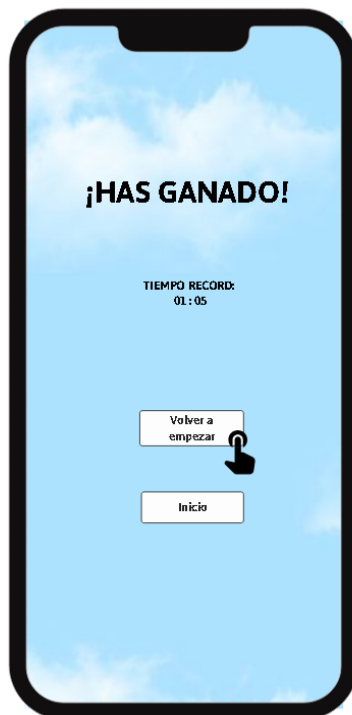 ¡HAS GANADO!
TIEMPO RECORD:
01 : 05
Volver a
empezar
Inicio